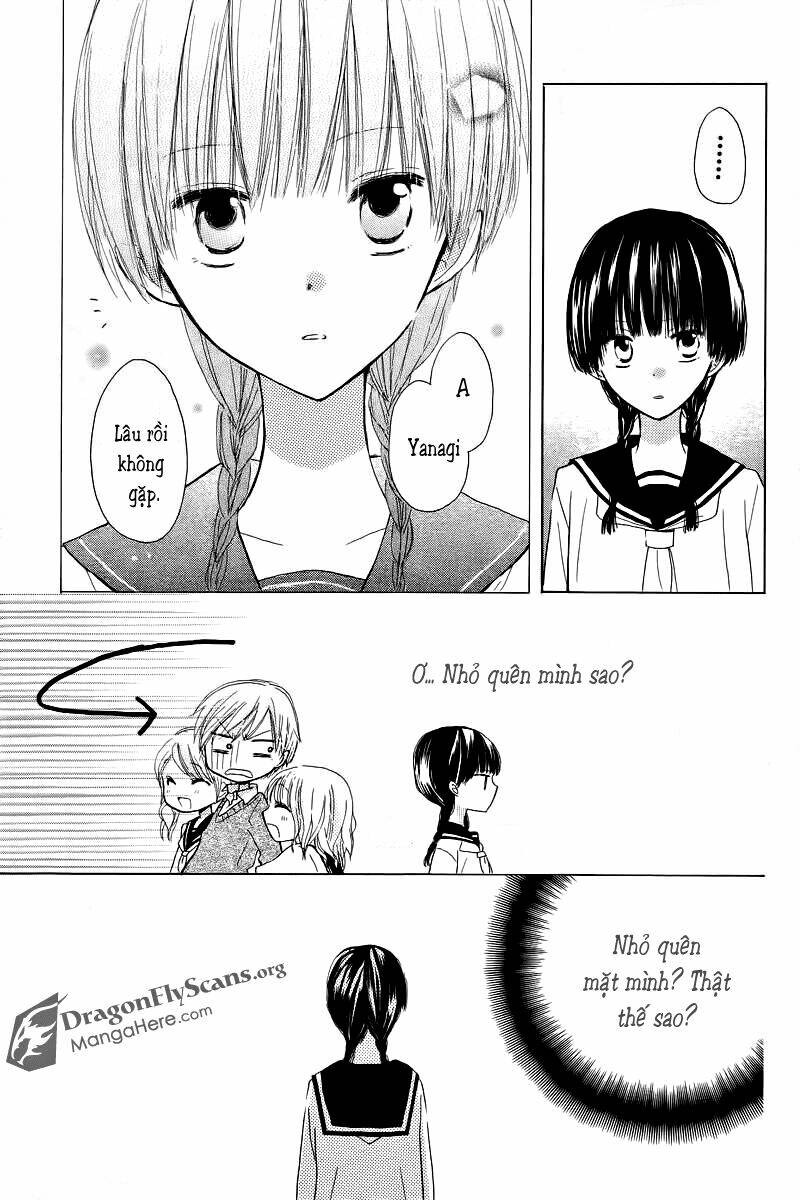 ......
A
Yanagi
Lâu rồi
không
gặp.
Ơ... Nhỏ quên mình sao?
Nhỏ quên
mặt mình? Thật
thế sao?
DragonFlyScans.org
MangaHere.com